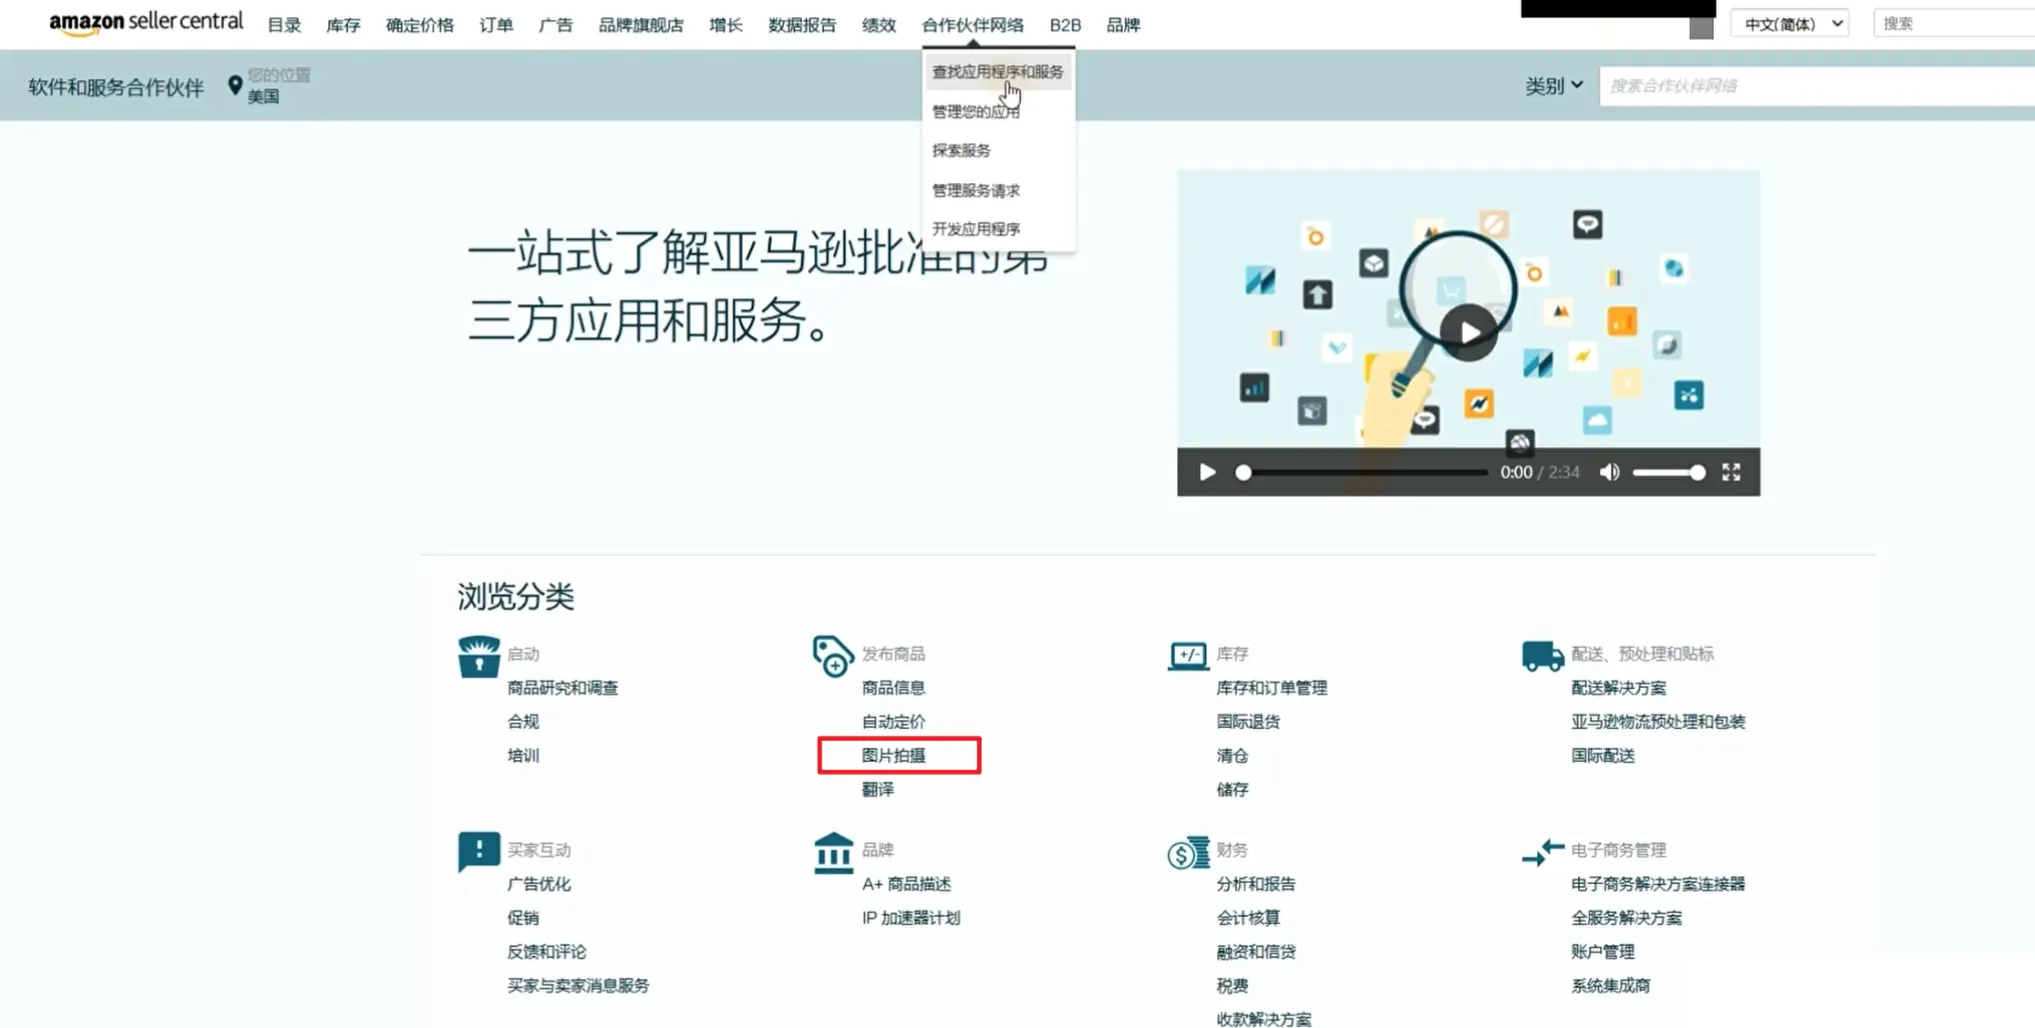 amazon seller central 目录 库存 确定价格 订单 广告 品牌旗舰店 增长 数据报告 绩效 合作伙伴网络 B2B 品牌 中文(简体) 搜索
软件和服务合作伙伴 您的位置 美国 类别 搜索合作伙伴网络
查找应用程序和服务
管理您的应用
探索服务
管理服务请求
开发应用程序
一站式了解亚马逊批准的第
三方应用和服务。
0:00 / 2:34
浏览分类
启动
商品研究和调查
合规
培训
发布商品
商品信息
自动定价
图片拍摄
翻译
库存
库存和订单管理
国际退货
清仓
储存
配送、预处理和贴标
配送解决方案
亚马逊物流预处理和包装
国际配送
买家互动
广告优化
促销
反馈和评论
买家与卖家消息服务
品牌
A+ 商品描述
IP 加速器计划
财务
分析和报告
会计核算
融资和信贷
税费
收款解决方案
电子商务管理
电子商务解决方案连接器
全服务解决方案
账户管理
系统集成商